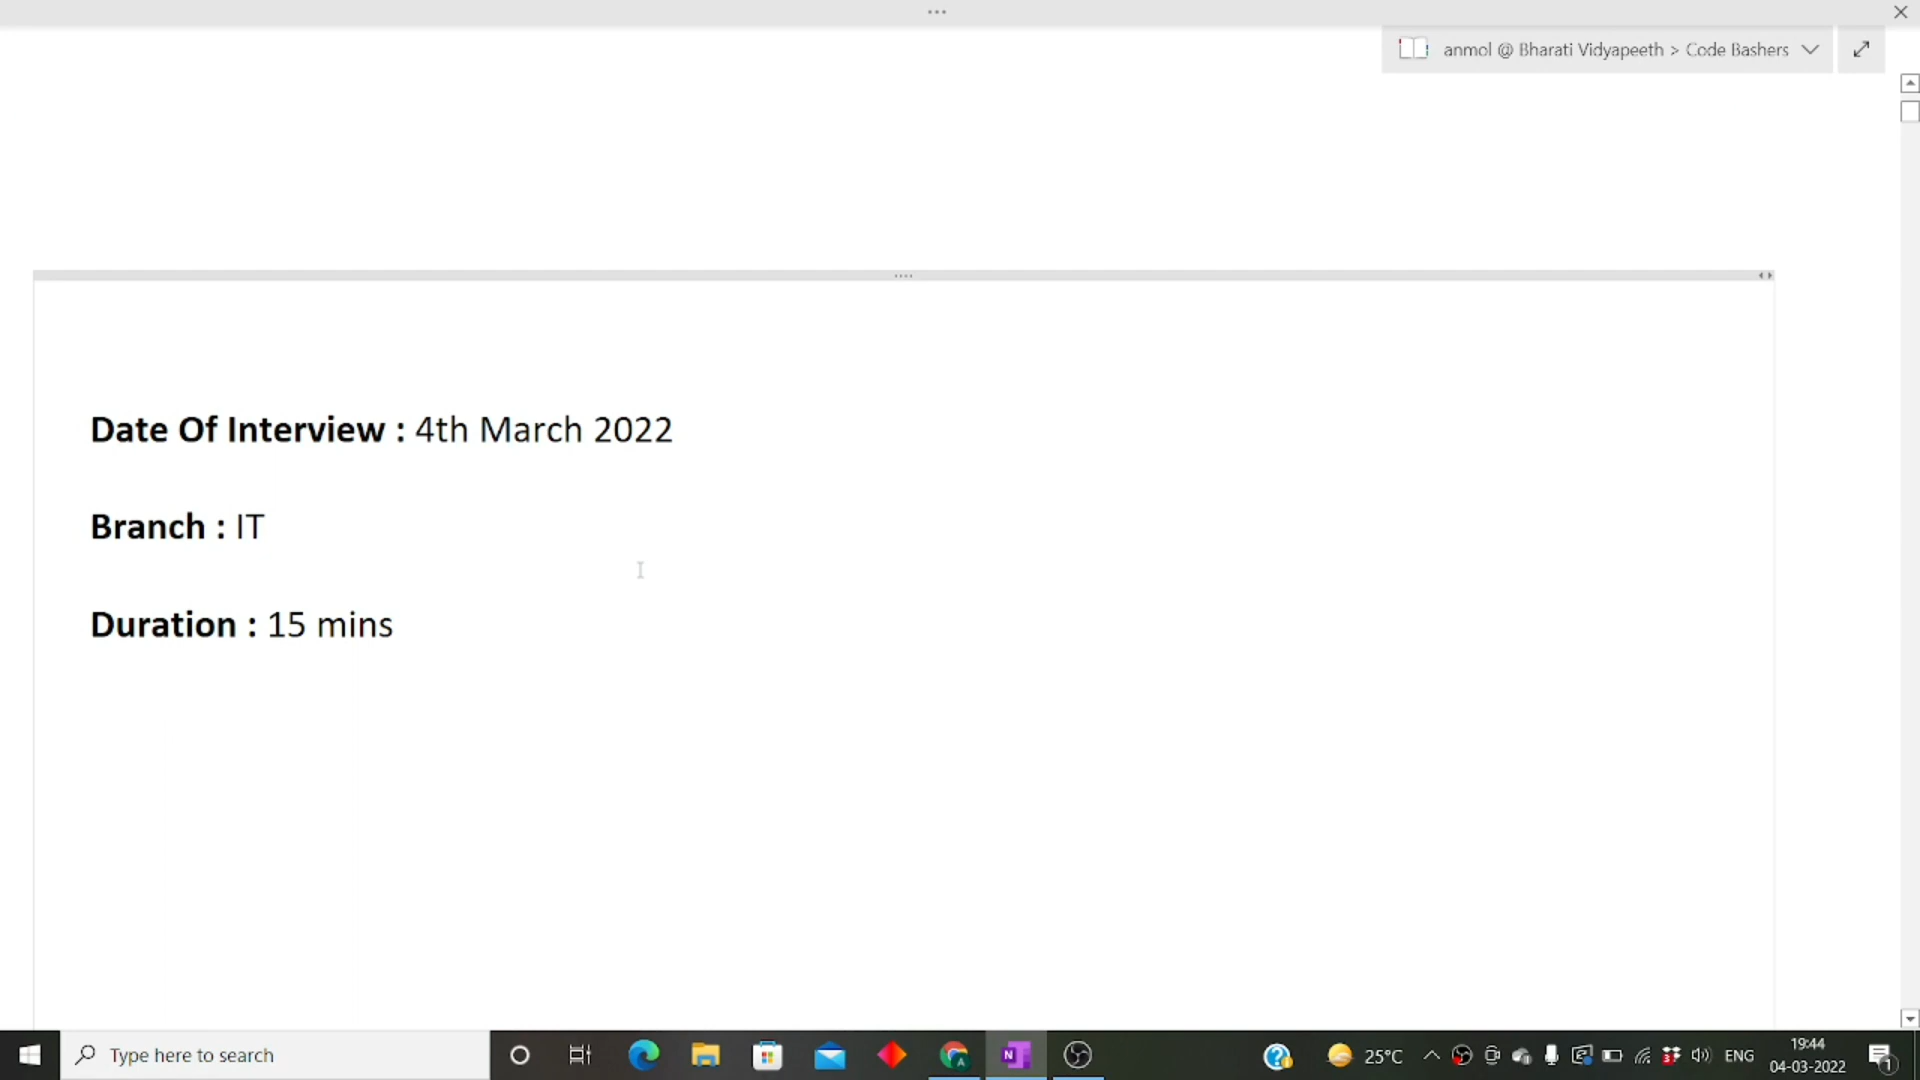 anmol @ Bharati Vidyapeeth > Code Bashers
Date Of Interview : 4th March 2022
Branch : IT
Duration : 15 mins
Type here to search
25°C
ENG
19:44
04-03-2022
1